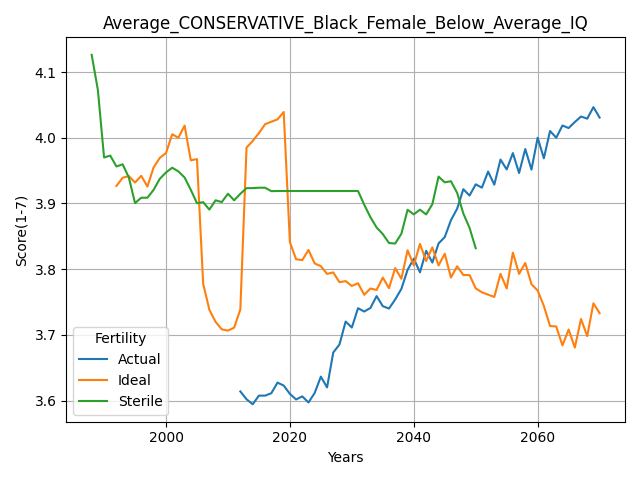 Average_CONSERVATIVE_Black_Female_Below_Average_IQ
Score(1-7)
4.1
4.0
3.9
3.8
3.7
3.6
Fertility
Actual
Ideal
Sterile
2000
2020
2040
2060
Years